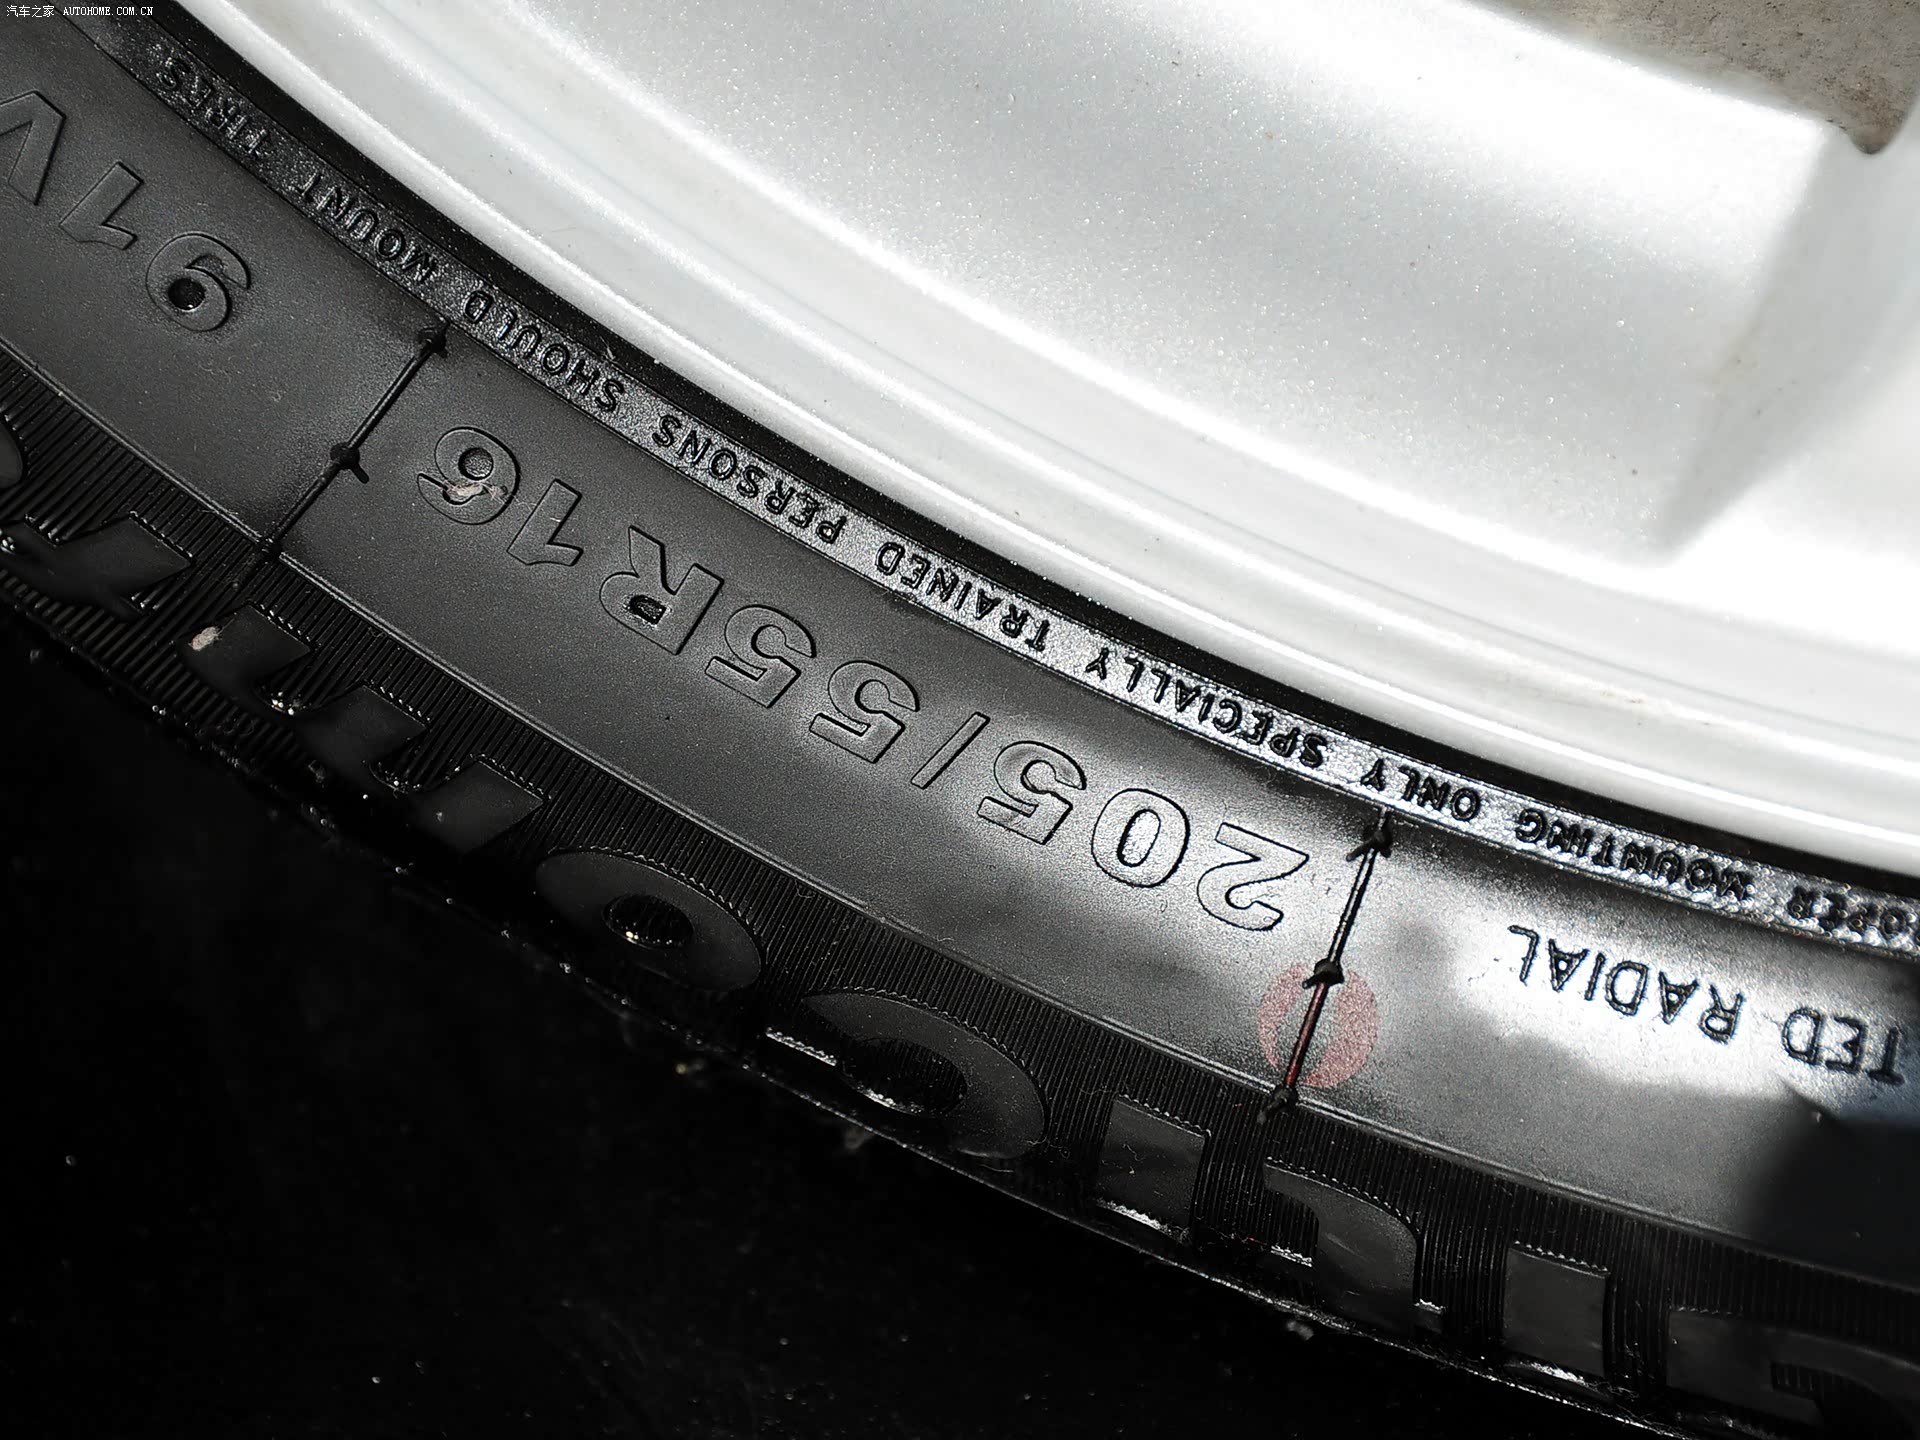 汽车之家 AUTOHOME.COM.CN
TED RADIAL
MOUNTING ONLY SPECIALLY TRAINED PERSONS SHOULD MOUNT TIRES
205/55R16 91V